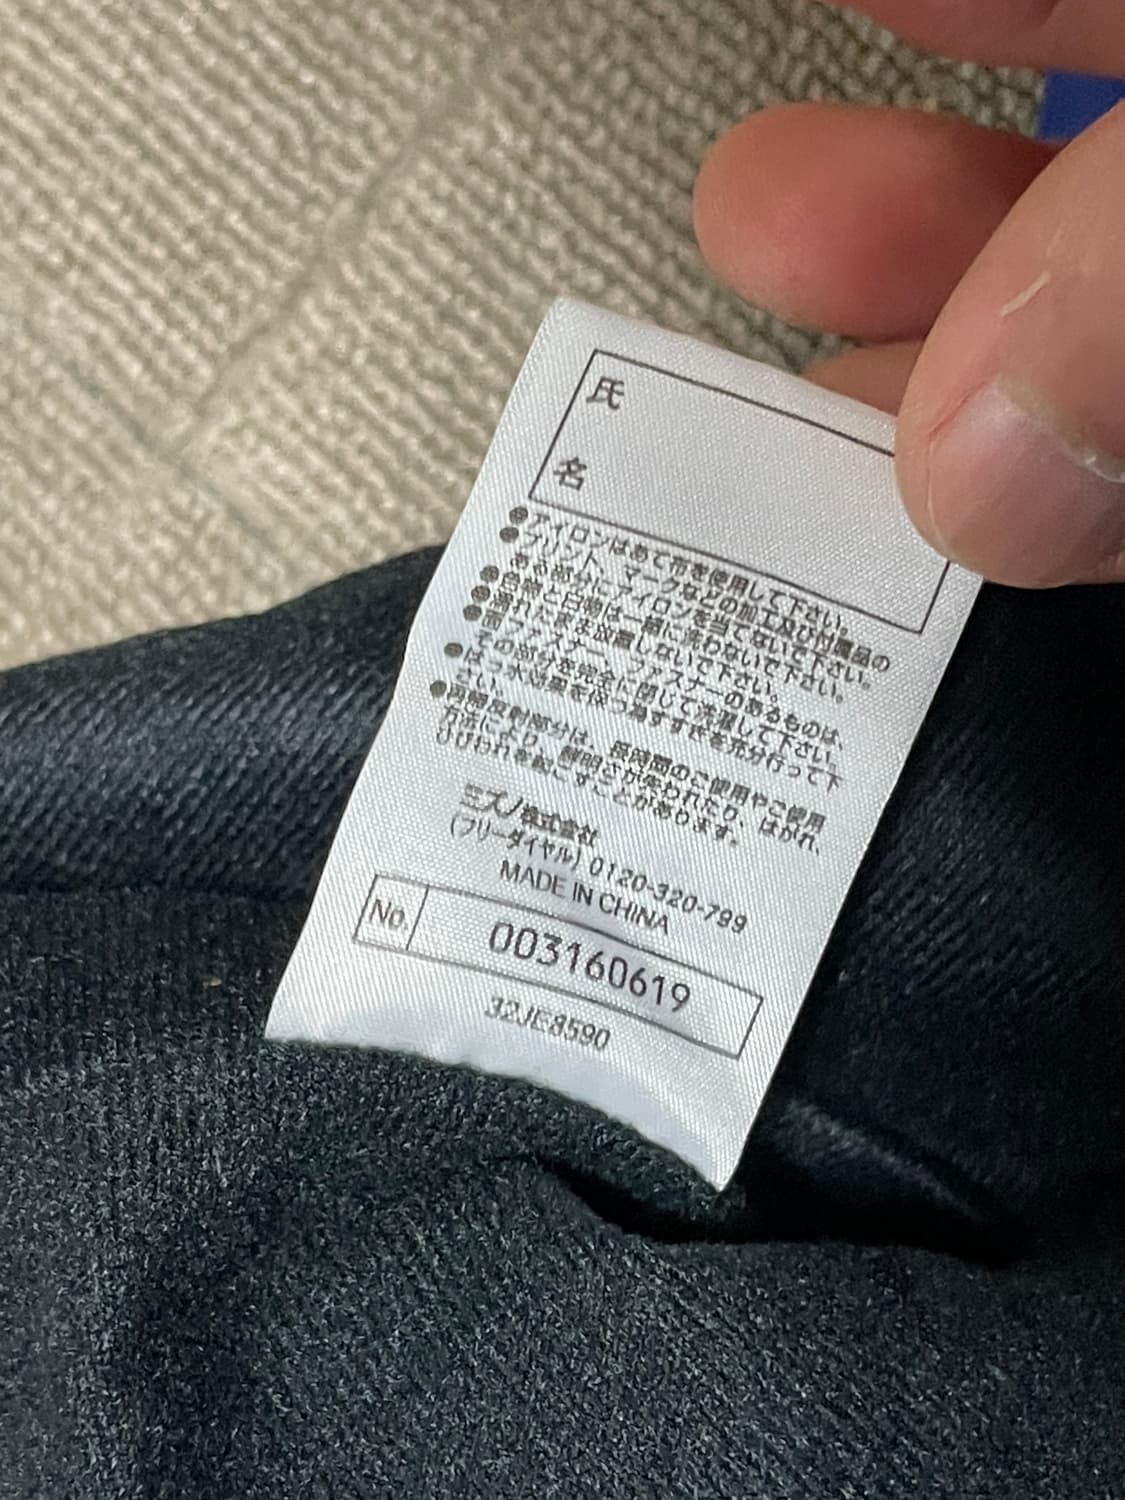 氏
名
●アイロンはあて布を使用して下さい。
●プリント、マークなどの加工及び付属品の
ある部分にアイロンを当てないで下さい。
●白物と色物は一緒に洗わないで下さい。
●濡れたまま放置しないで下さい。
●面ファスナー、ファスナーのあるものは、
その部分を完全に閉じて洗濯して下さい。
●はっ水効果を保つ為すすぎを充分行って下
さい。
●再帰反射部分は、長時間のご使用やご使用
方法により、鮮明さが失われたり、はがれ、
ひびわれを起こすことがあります。
ミズノ株式会社
(フリーダイヤル) 0120-320-799
MADE IN CHINA
No. 003160619
32JE8590